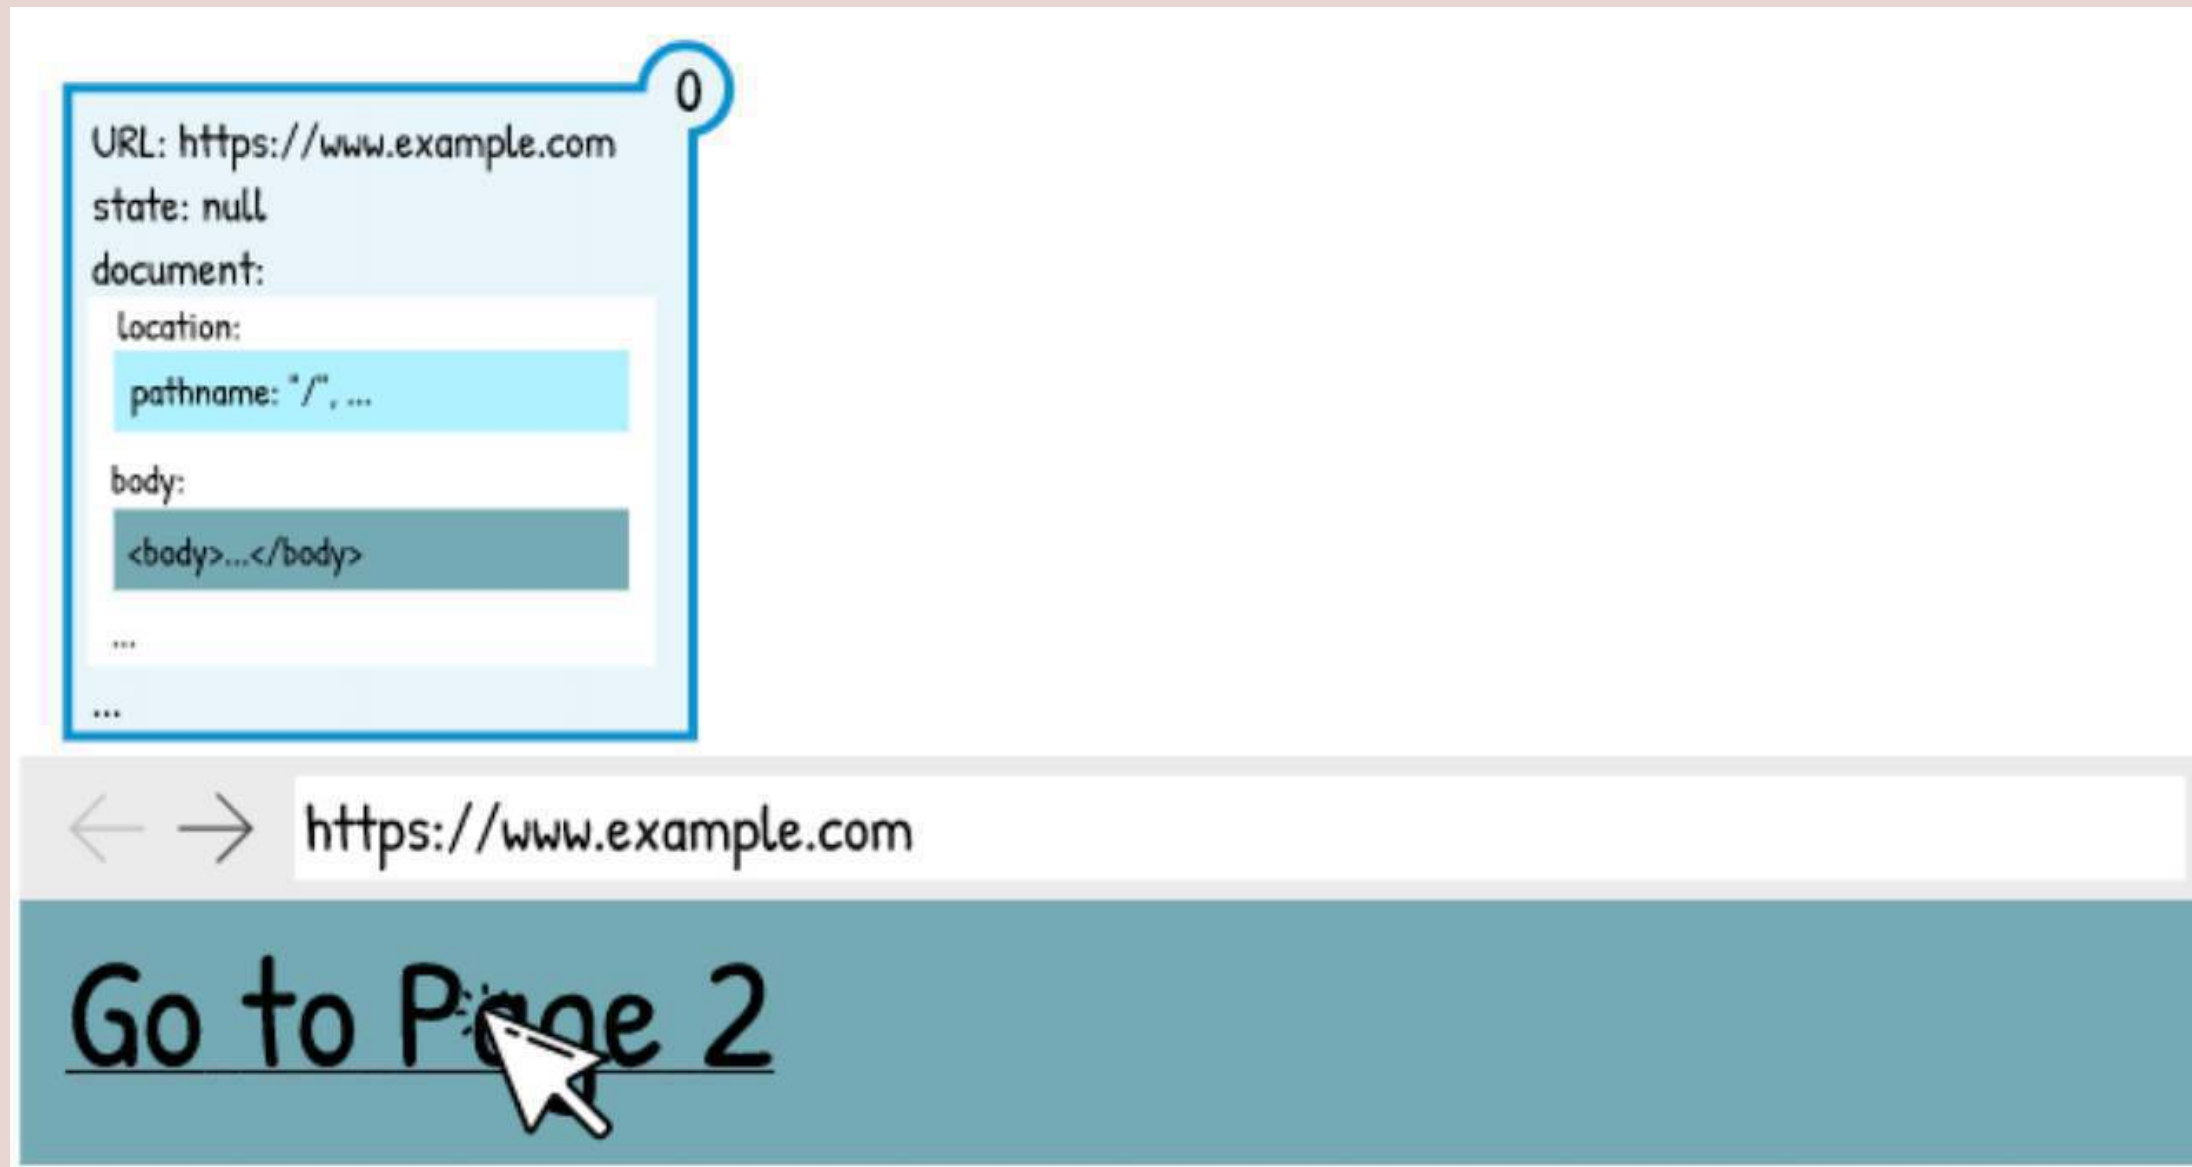 0
URL: https://www.example.com
state: null
document:
location:
pathname: "/", ...
body:
<body>...</body>
...
...
https://www.example.com
Go to Page 2